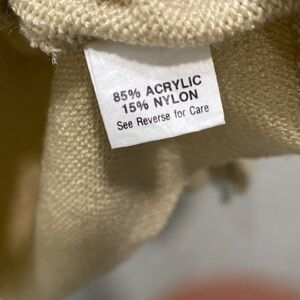 85% ACRYLIC
15% NYLON
See Reverse for Care